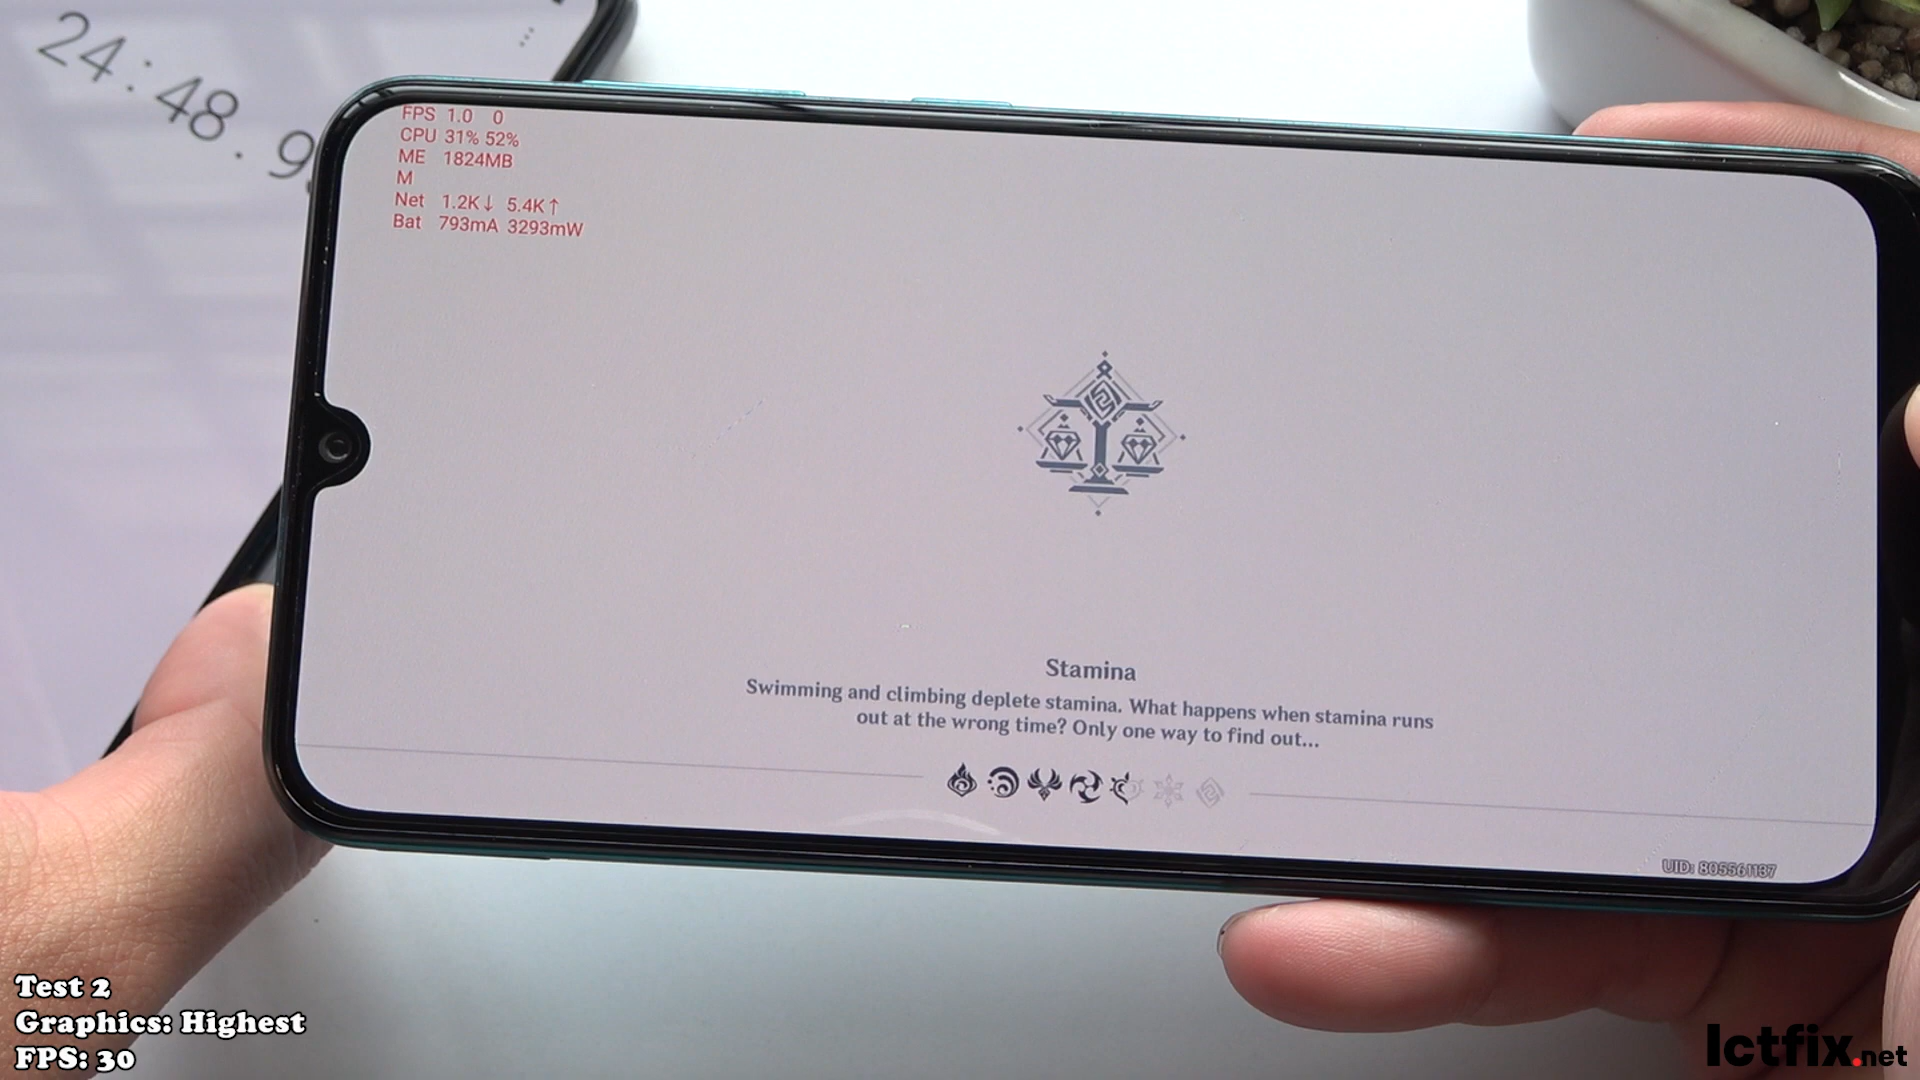 24:48.9
FPS 1.0 0
CPU 31% 52%
ME 1824MB
M
Net 1.2K↓ 5.4K↑
Bat 793mA 3293mW
Stamina
Swimming and climbing deplete stamina. What happens when stamina runs
out at the wrong time? Only one way to find out...
UID: 805561137
Test 2
Graphics: Highest
FPS: 30
Ictfix.net